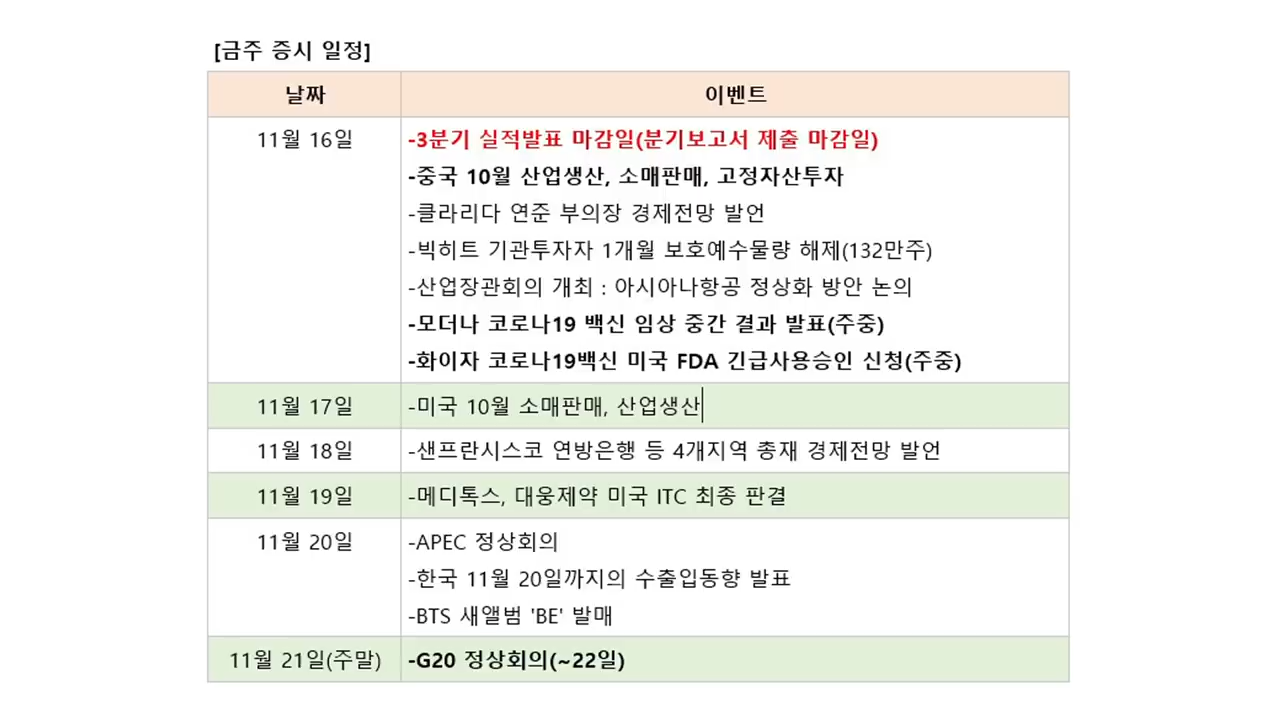 [금주 증시 일정]
날짜 이벤트
11월 16일 -3분기 실적발표 마감일(분기보고서 제출 마감일)
-중국 10월 산업생산, 소매판매, 고정자산투자
-클라리다 연준 부의장 경제전망 발언
-빅히트 기관투자자 1개월 보호예수물량 해제(132만주)
-산업장관회의 개최 : 아시아나항공 정상화 방안 논의
-모더나 코로나19 백신 임상 중간 결과 발표(주중)
-화이자 코로나19백신 미국 FDA 긴급사용승인 신청(주중)
11월 17일 -미국 10월 소매판매, 산업생산
11월 18일 -샌프란시스코 연방은행 등 4개지역 총재 경제전망 발언
11월 19일 -메디톡스, 대웅제약 미국 ITC 최종 판결
11월 20일 -APEC 정상회의
-한국 11월 20일까지의 수출입동향 발표
-BTS 새앨범 'BE' 발매
11월 21일(주말) -G20 정상회의(~22일)